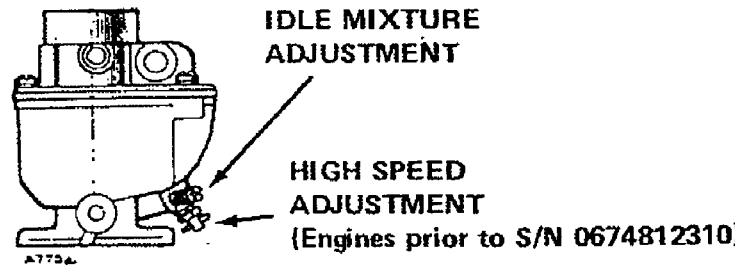 IDLE MIXTURE
ADJUSTMENT
HIGH SPEED
ADJUSTMENT
(Engines prior to S/N 0674812310)